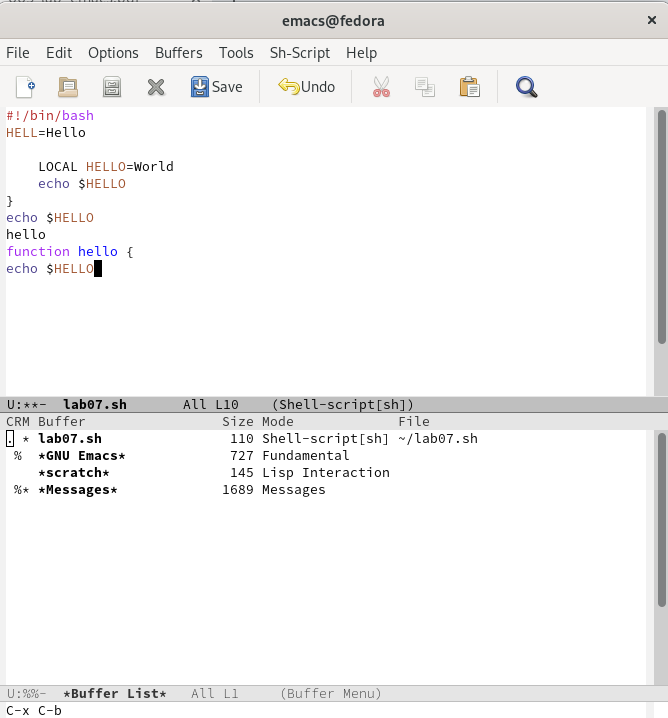 emacs@fedora ×
File Edit Options Buffers Tools Sh-Script Help
Save Undo
#!/bin/bash
HELL=Hello
    LOCAL HELLO=World
    echo $HELLO
}
echo $HELLO
hello
function hello {
echo $HELLO
U:**-  lab07.sh       All L10    (Shell-script[sh])
CRM Buffer                 Size Mode             File
. * lab07.sh                110 Shell-script[sh] ~/lab07.sh
 %  *GNU Emacs*             727 Fundamental
    *scratch*               145 Lisp Interaction
 %* *Messages*             1689 Messages
U:%%-  *Buffer List*   All L1     (Buffer Menu)
C-x C-b